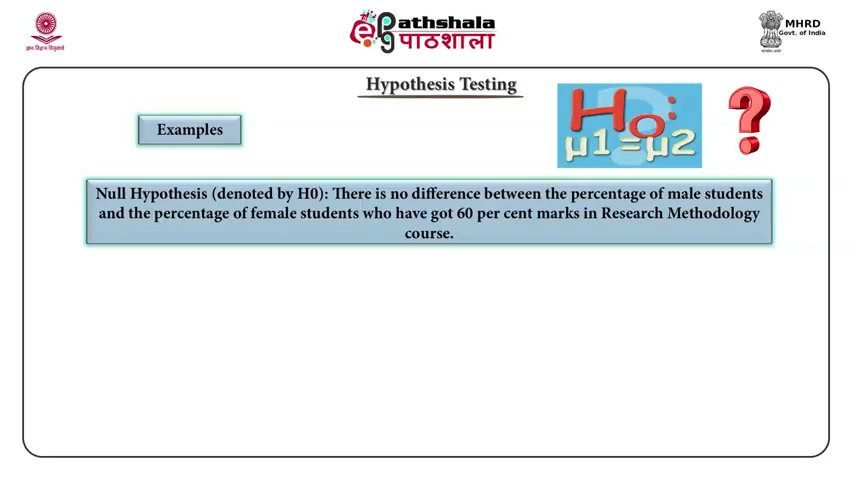 Pathshala
पाठशाला
MHRD
Govt. of India
Hypothesis Testing
Examples
H0:
μ1 = μ2
?
Null Hypothesis (denoted by H0): There is no difference between the percentage of male students
and the percentage of female students who have got 60 per cent marks in Research Methodology
course.